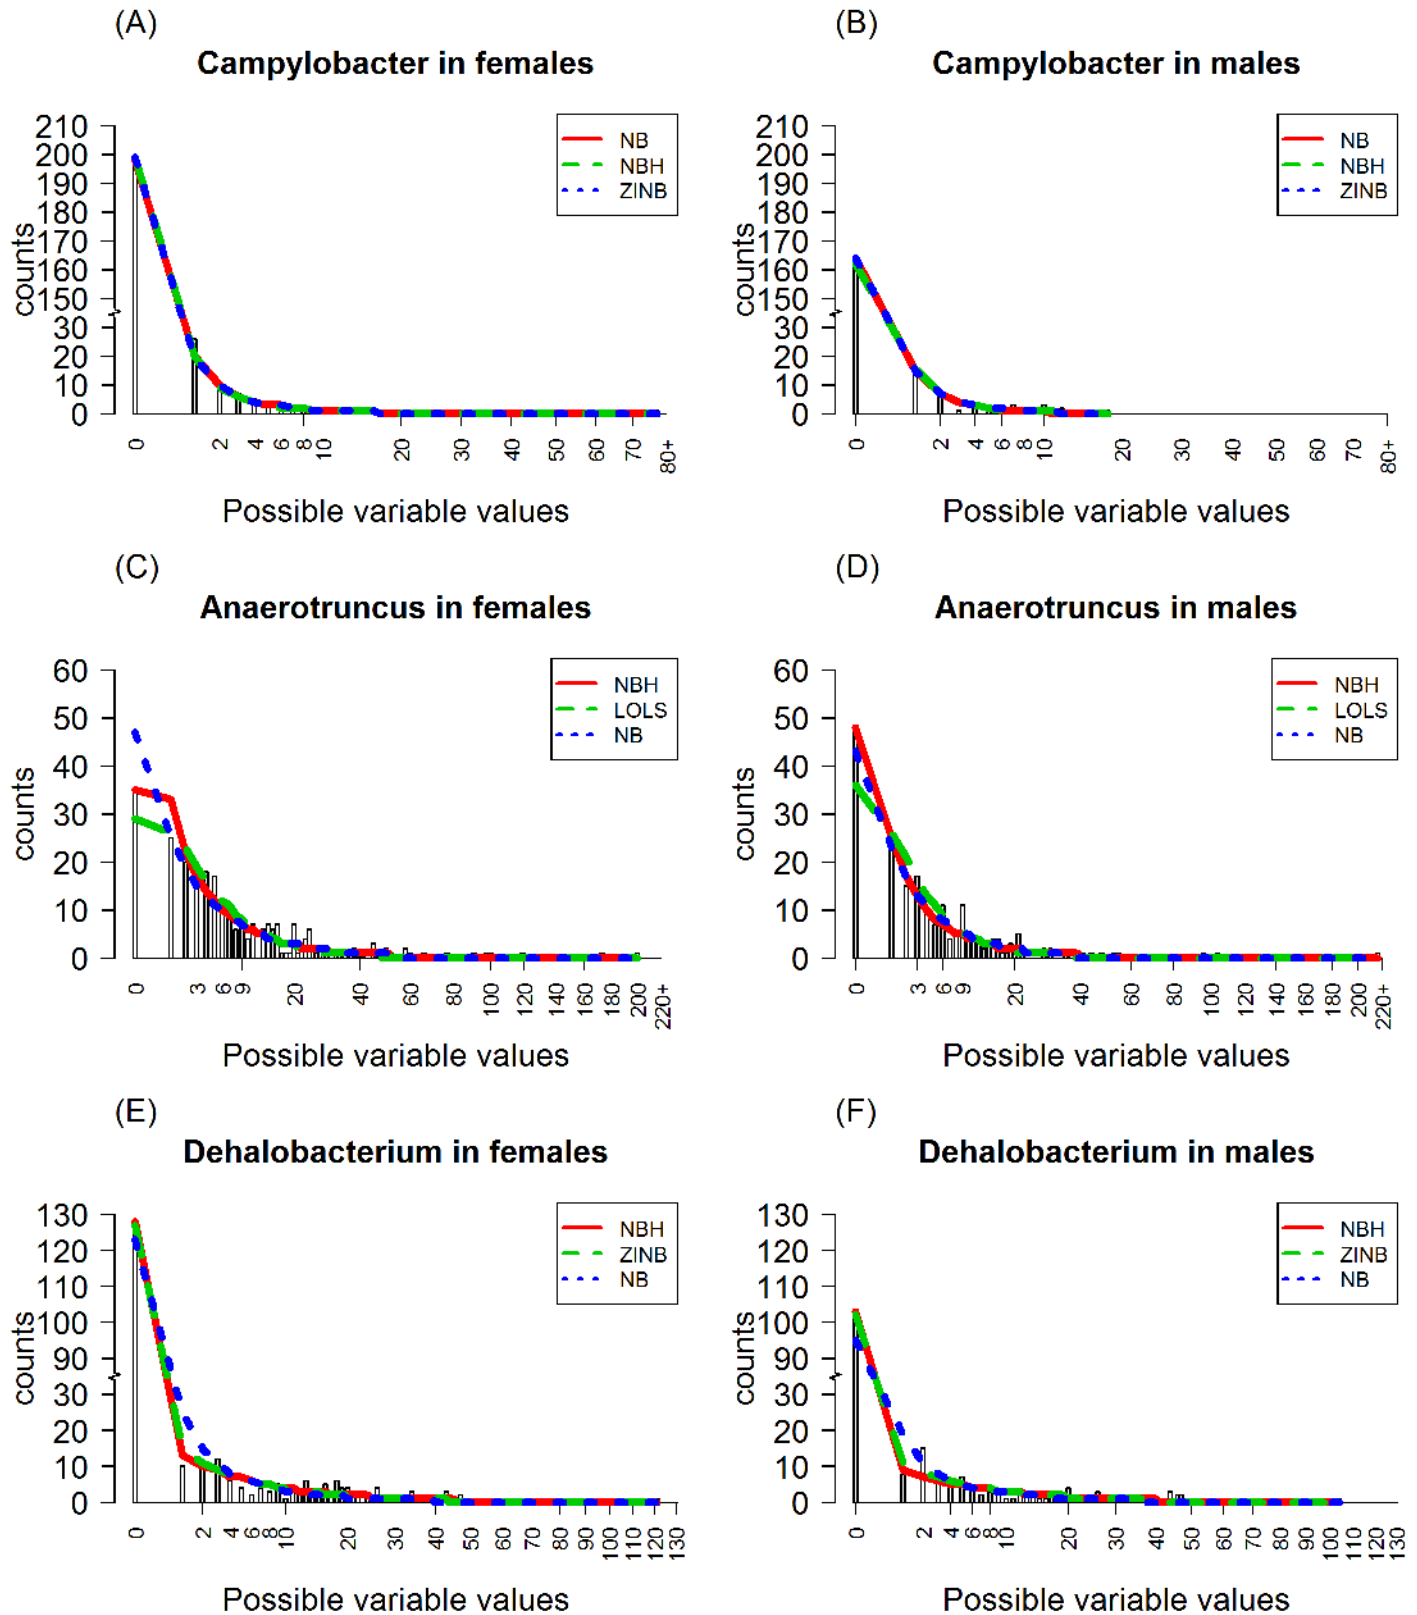 (A)
Campylobacter in females
210
200
190
180
170
160
150
30
20
10
0
counts
NB
NBH
ZINB
0 2 4 6 8 10 20 30 40 50 60 70 80+
Possible variable values
(B)
Campylobacter in males
210
200
190
180
170
160
150
30
20
10
0
counts
NB
NBH
ZINB
0 2 4 6 8 10 20 30 40 50 60 70 80+
Possible variable values
(C)
Anaerotruncus in females
60
50
40
30
20
10
0
counts
NBH
LOLS
NB
0 3 6 9 20 40 60 80 100 120 140 160 180 200 220+
Possible variable values
(D)
Anaerotruncus in males
60
50
40
30
20
10
0
counts
NBH
LOLS
NB
0 3 6 9 20 40 60 80 100 120 140 160 180 200 220+
Possible variable values
(E)
Dehalobacterium in females
130
120
110
100
90
30
20
10
0
counts
NBH
ZINB
NB
0 2 4 6 8 10 20 30 40 50 60 70 80 90 100 110 120 130
Possible variable values
(F)
Dehalobacterium in males
130
120
110
100
90
30
20
10
0
counts
NBH
ZINB
NB
0 2 4 6 8 10 20 30 40 50 60 70 80 90 100 110 120 130
Possible variable values